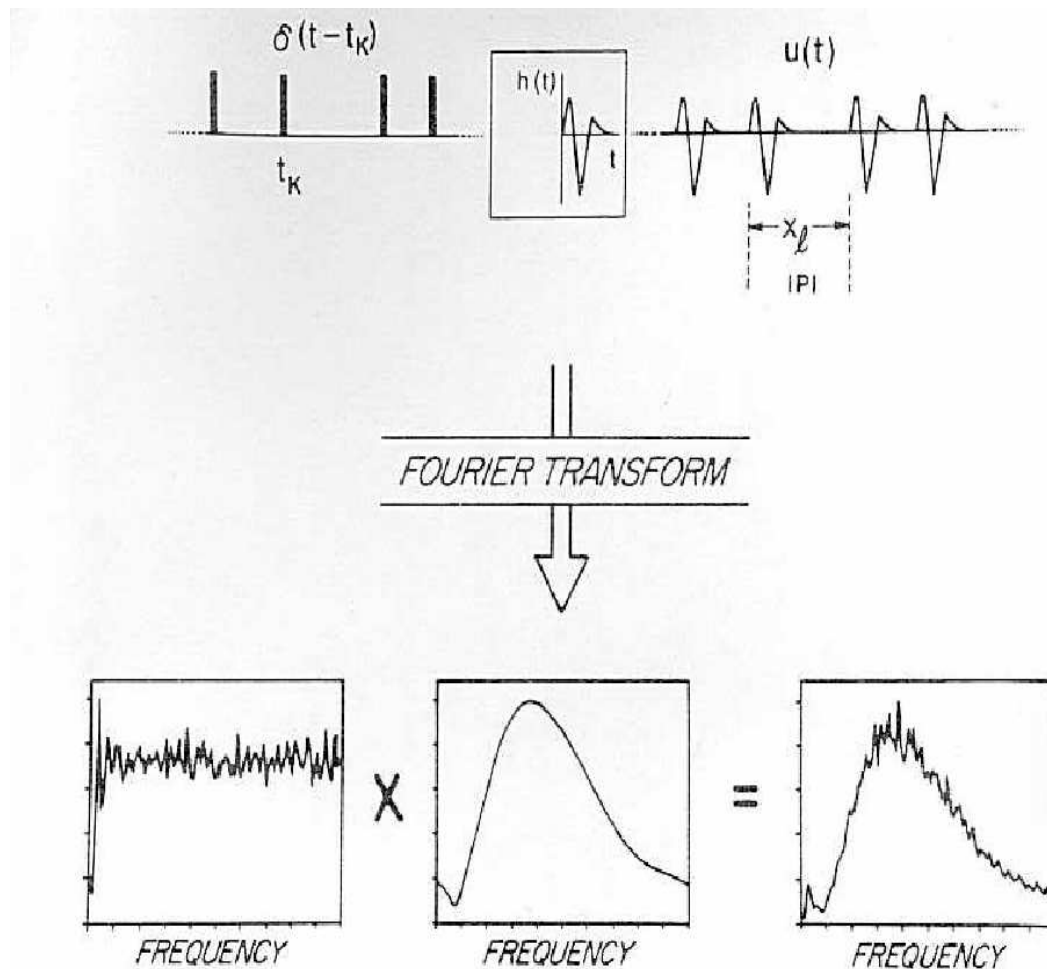 δ(t-tₖ)
tₖ
h(t)
t
u(t)
xℓ
IPI
FOURIER TRANSFORM
X
=
FREQUENCY
FREQUENCY
FREQUENCY